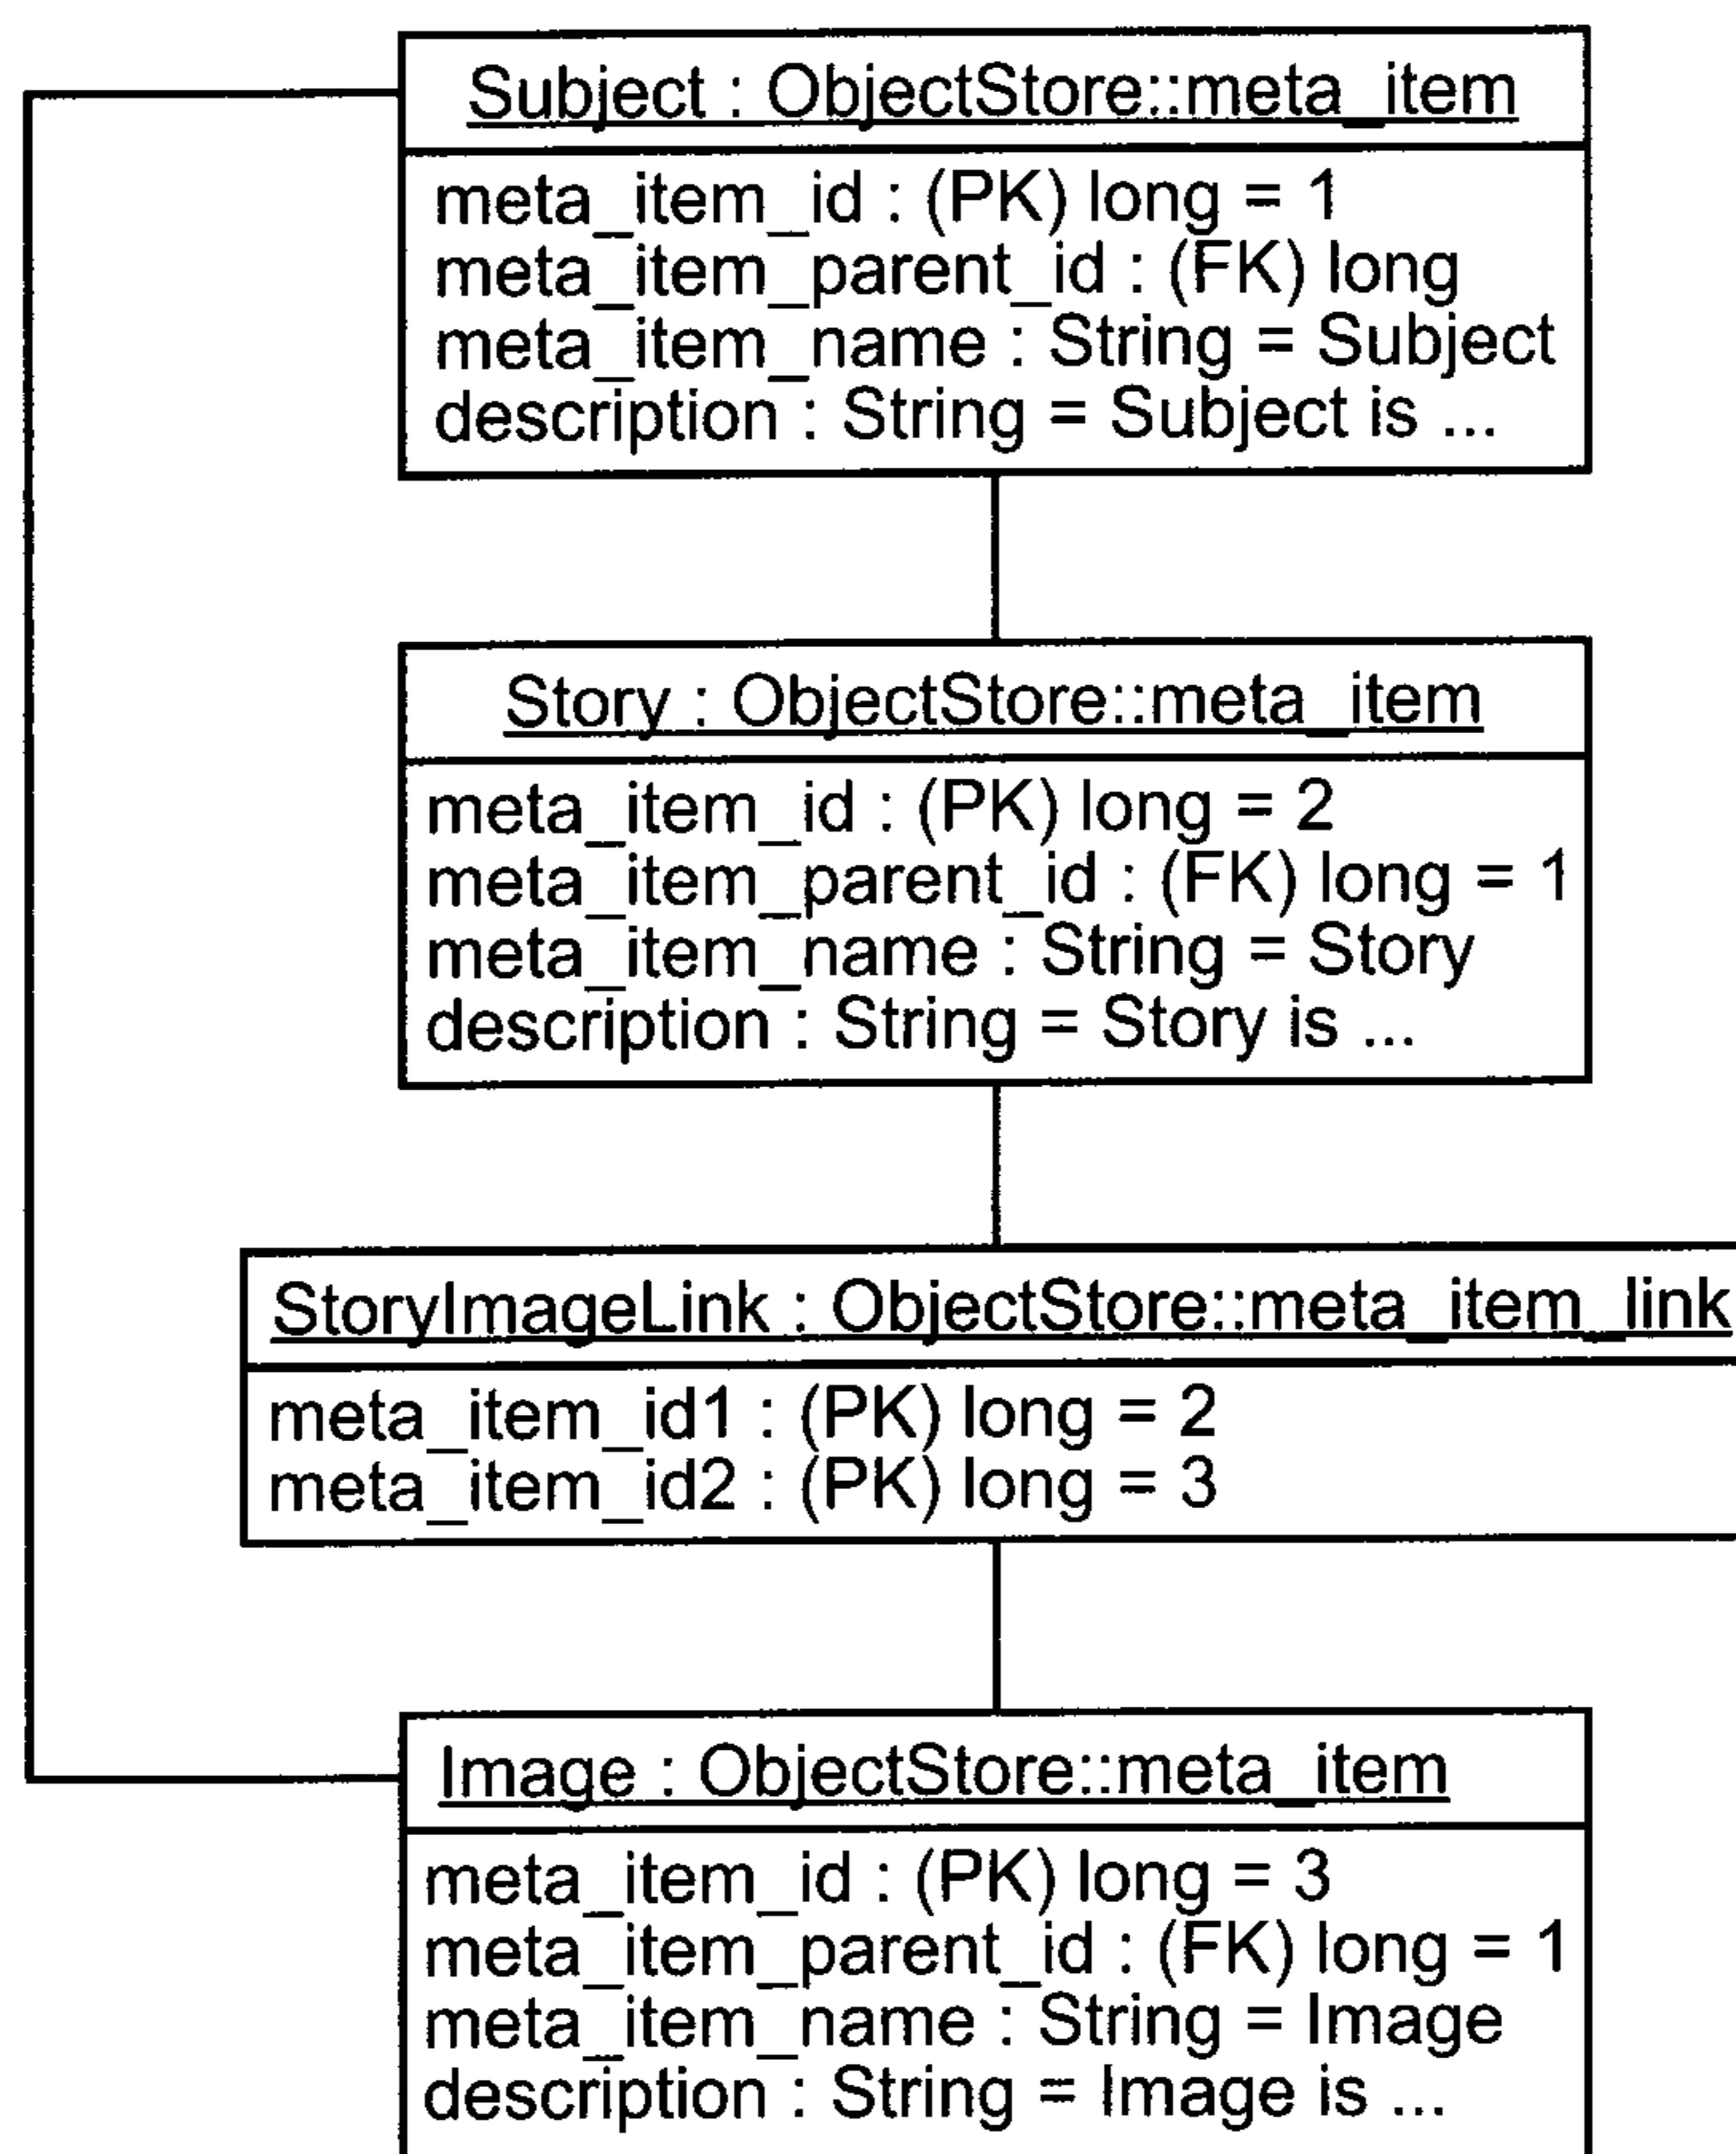 Subject : ObjectStore::meta_item
meta_item_id : (PK) long = 1
meta_item_parent_id : (FK) long
meta_item_name : String = Subject
description : String = Subject is ...
Story : ObjectStore::meta_item
meta_item_id : (PK) long = 2
meta_item_parent_id : (FK) long = 1
meta_item_name : String = Story
description : String = Story is ...
StoryImageLink : ObjectStore::meta_item_link
meta_item_id1 : (PK) long = 2
meta_item_id2 : (PK) long = 3
Image : ObjectStore::meta_item
meta_item_id : (PK) long = 3
meta_item_parent_id : (FK) long = 1
meta_item_name : String = Image
description : String = Image is ...